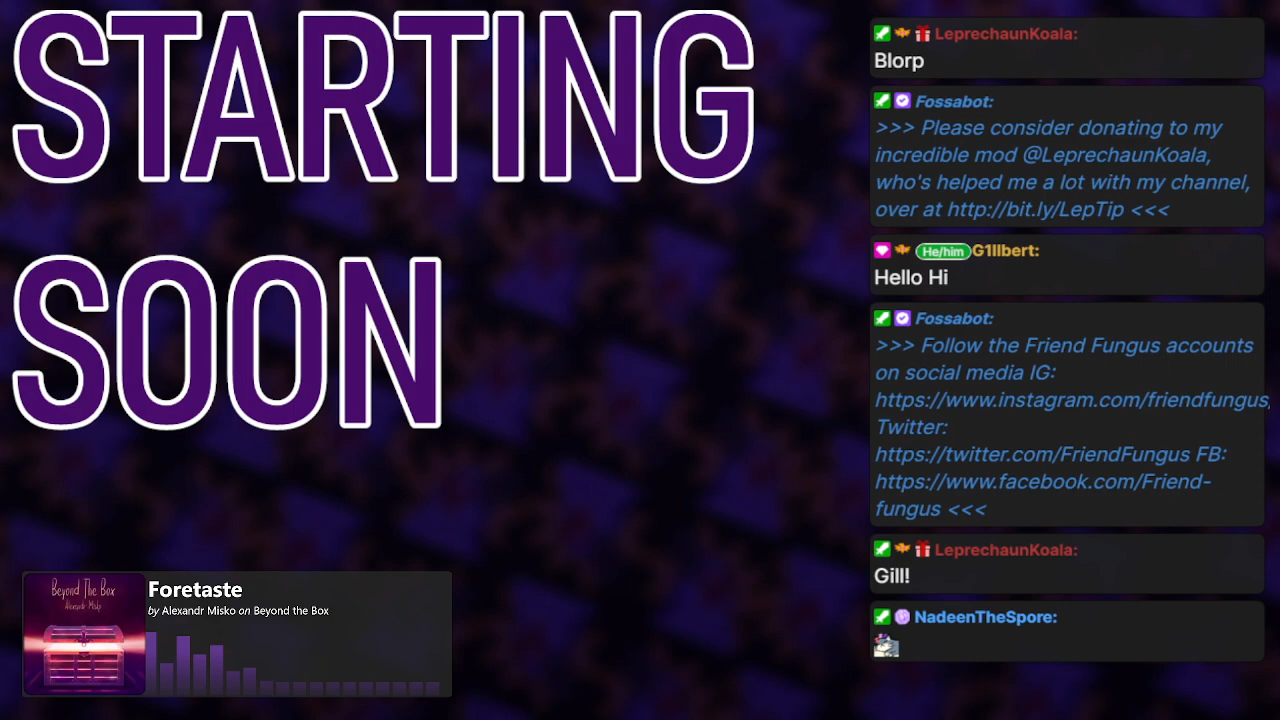 STARTING
SOON
LeprechaunKoala:
Blorp
Fossabot:
>>> Please consider donating to my
incredible mod @LeprechaunKoala,
who's helped me a lot with my channel,
over at http://bit.ly/LepTip <<<
He/him G1llbert:
Hello Hi
Fossabot:
>>> Follow the Friend Fungus accounts
on social media IG:
https://www.instagram.com/friendfungus
Twitter:
https://twitter.com/FriendFungus FB:
https://www.facebook.com/Friend-
fungus <<<
LeprechaunKoala:
Gill!
NadeenTheSpore:
Beyond The Box
Alexandr Misko
Foretaste
by Alexandr Misko on Beyond the Box